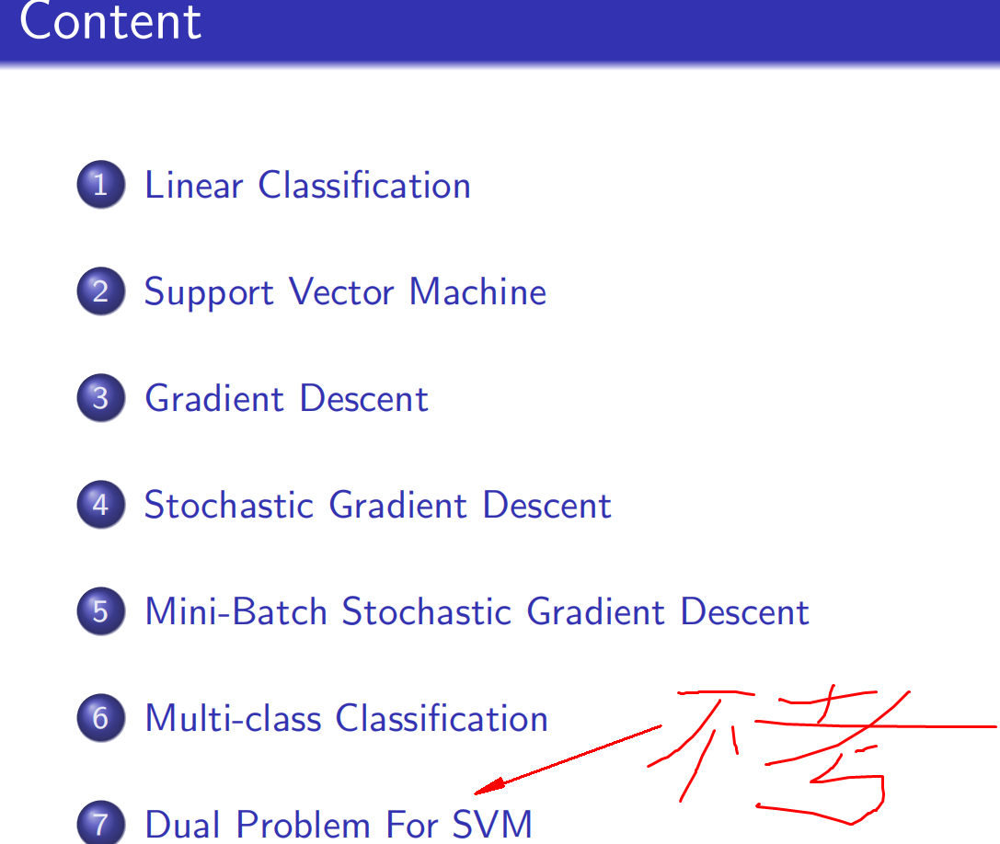 Content
1 Linear Classification
2 Support Vector Machine
3 Gradient Descent
4 Stochastic Gradient Descent
5 Mini-Batch Stochastic Gradient Descent
6 Multi-class Classification
不考
7 Dual Problem For SVM